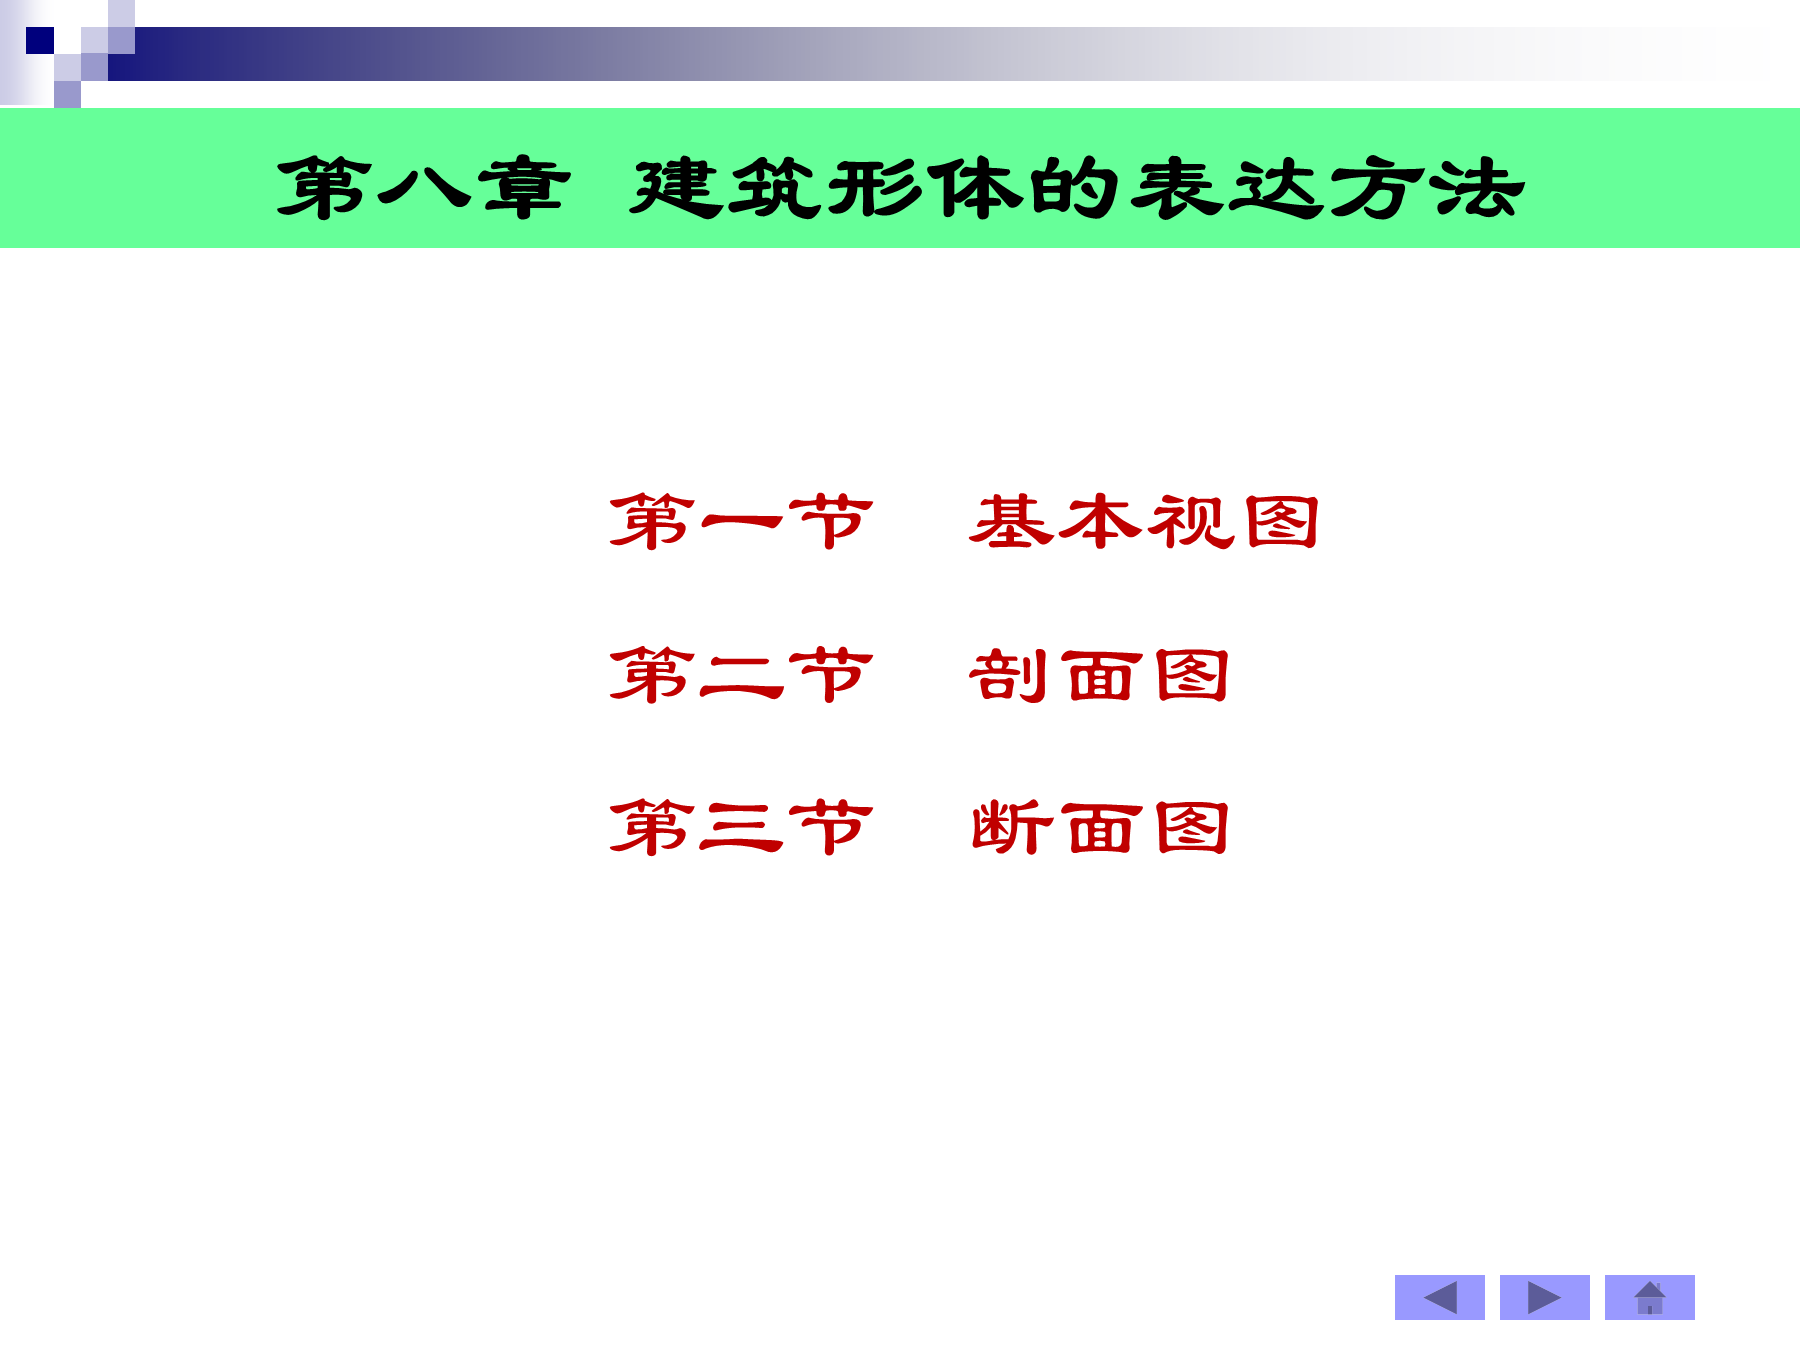 第八章 建筑形体的表达方法
第一节 基本视图
第二节 剖面图
第三节 断面图